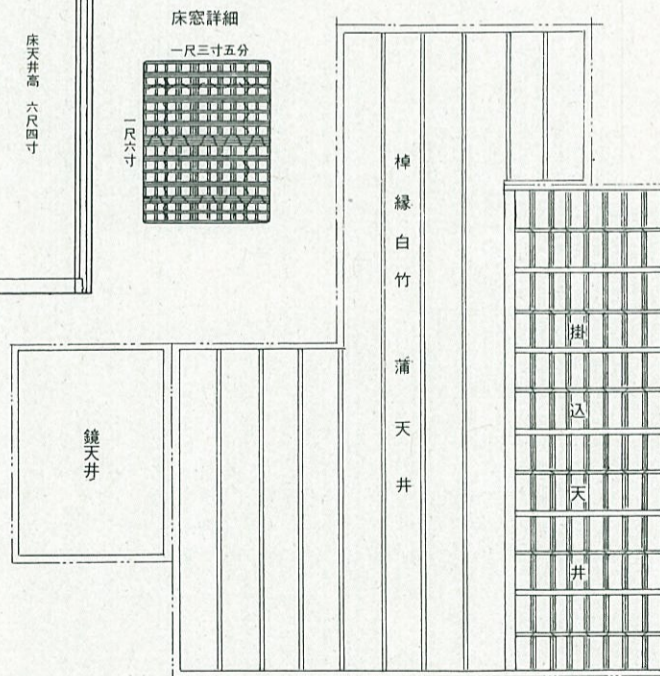 床天井高 六尺四寸
床窓詳細
一尺三寸五分
一尺六寸
棹縁白竹 蒲天井
掛込天井
鏡天井